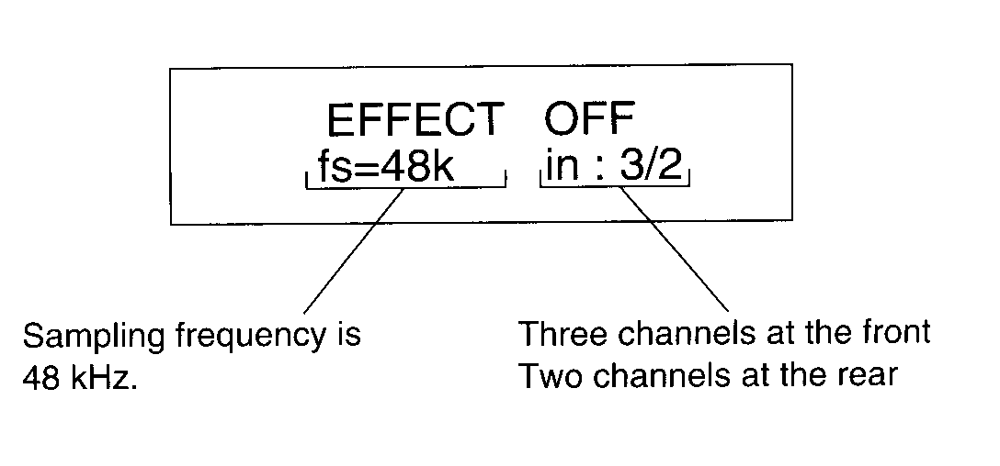 EFFECT OFF
fs=48k in : 3/2
Sampling frequency is
48 kHz.
Three channels at the front
Two channels at the rear